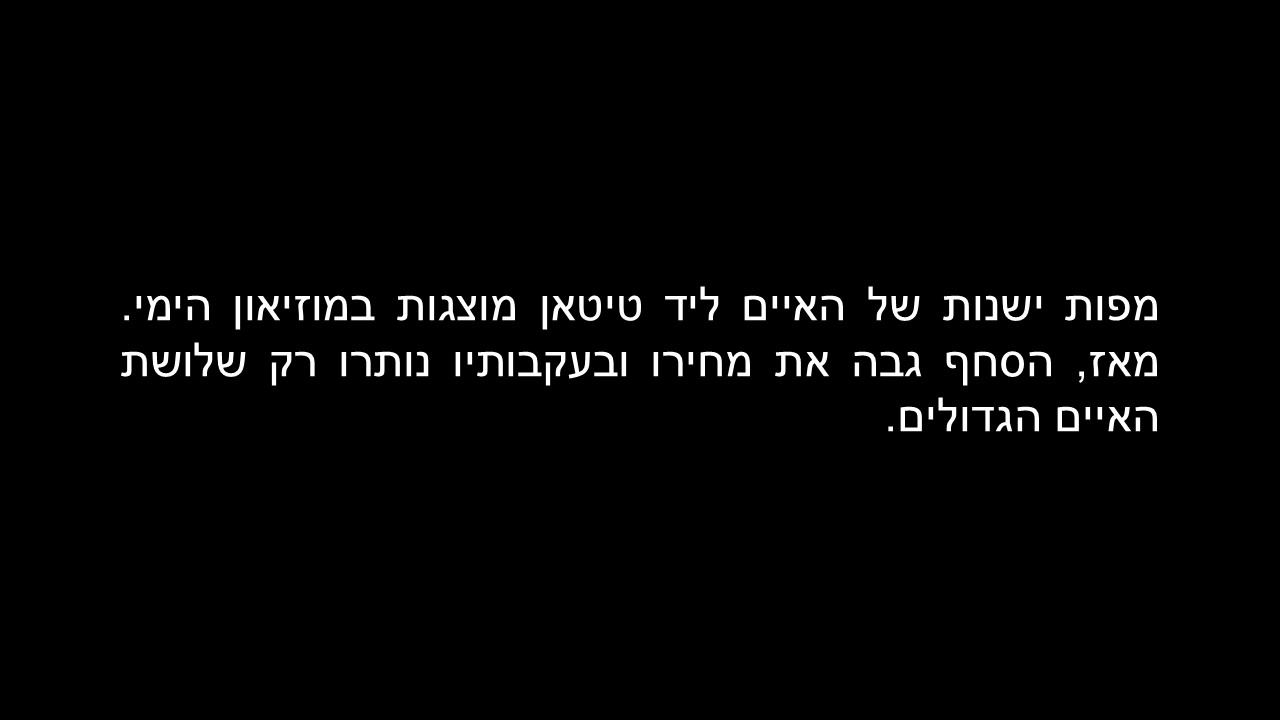 מפות ישנות של האיים ליד טיטאן מוצגות במוזיאון הימי.
מאז, הסחף גבה את מחירו ובעקבותיו נותרו רק שלושת
האיים הגדולים.